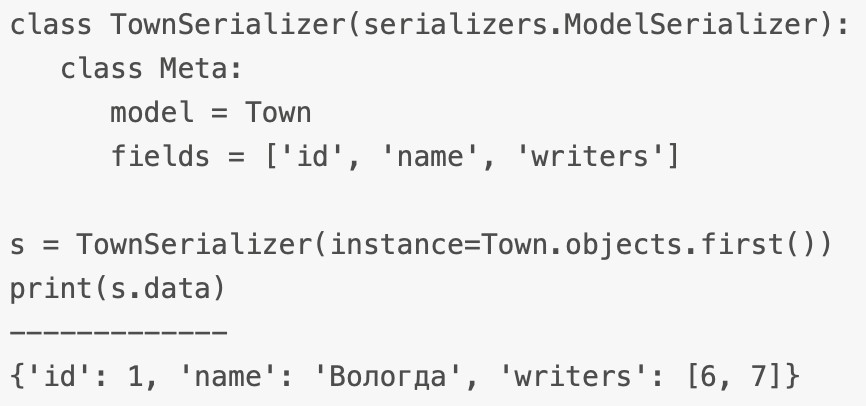 class TownSerializer(serializers.ModelSerializer):
   class Meta:
      model = Town
      fields = ['id', 'name', 'writers']

s = TownSerializer(instance=Town.objects.first())
print(s.data)
-------------
{'id': 1, 'name': 'Вологда', 'writers': [6, 7]}